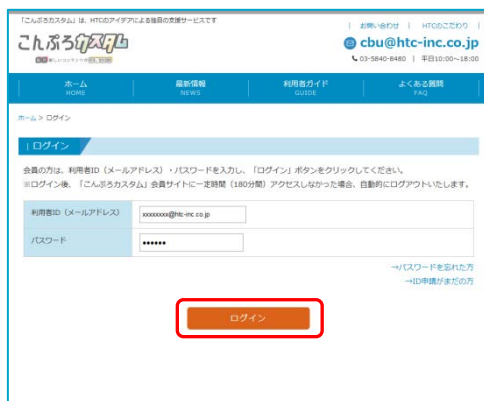 「こんぷろカスタム」は、HTCのアイデアによる独自の支援サービスです
| お問い合わせ | HTCのこだわり |
こんぷろカスタム
cbu@htc-inc.co.jp
03-5840-8480 | 平日10:00~18:00
ホーム 最新情報 利用者ガイド よくある質問
HOME NEWS GUIDE FAQ
ホーム > ログイン
ログイン
会員の方は、利用者ID（メールアドレス）・パスワードを入力し、「ログイン」ボタンをクリックしてください。
※ログイン後、「こんぷろカスタム」会員サイトに一定時間（180分間）アクセスしなかった場合、自動的にログアウトいたします。
利用者ID（メールアドレス） xxxxxxxx@htc-inc.co.jp
パスワード ••••••
→パスワードを忘れた方
→ID申請がまだの方
ログイン